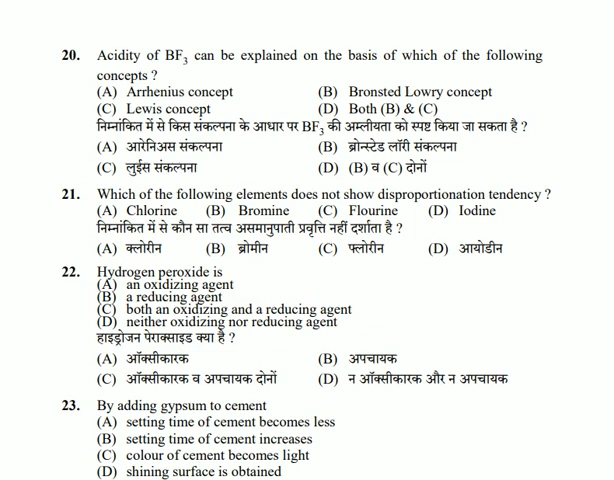 20. Acidity of BF3 can be explained on the basis of which of the following
concepts ?
(A) Arrhenius concept (B) Bronsted Lowry concept
(C) Lewis concept (D) Both (B) & (C)
निम्नांकित में से किस संकल्पना के आधार पर BF3 की अम्लीयता को स्पष्ट किया जा सकता है ?
(A) आरेनिअस संकल्पना (B) ब्रोन्स्टेड लॉरी संकल्पना
(C) लुईस संकल्पना (D) (B) व (C) दोनों
21. Which of the following elements does not show disproportionation tendency ?
(A) Chlorine (B) Bromine (C) Flourine (D) Iodine
निम्नांकित में से कौन सा तत्व असमानुपाती प्रवृत्ति नहीं दर्शाता है ?
(A) क्लोरीन (B) ब्रोमीन (C) फ्लोरीन (D) आयोडीन
22. Hydrogen peroxide is
(A) an oxidizing agent
(B) a reducing agent
(C) both an oxidizing and a reducing agent
(D) neither oxidizing nor reducing agent
हाइड्रोजन पेराक्साइड क्या है ?
(A) ऑक्सीकारक (B) अपचायक
(C) ऑक्सीकारक व अपचायक दोनों (D) न ऑक्सीकारक और न अपचायक
23. By adding gypsum to cement
(A) setting time of cement becomes less
(B) setting time of cement increases
(C) colour of cement becomes light
(D) shining surface is obtained